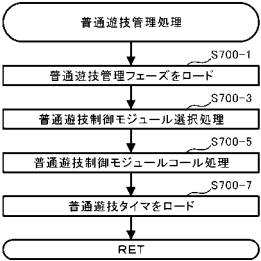 普通遊技管理処理
S700-1
普通遊技管理フェーズをロード
S700-3
普通遊技制御モジュール選択処理
S700-5
普通遊技制御モジュールコール処理
S700-7
普通遊技タイマをロード
RET